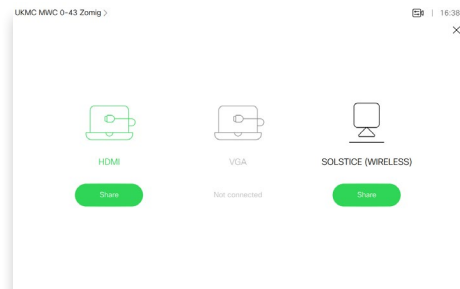 UKMC MWC 0-43 Zomig >
16:38
HDMI
VGA
SOLSTICE (WIRELESS)
Share
Not connected
Share